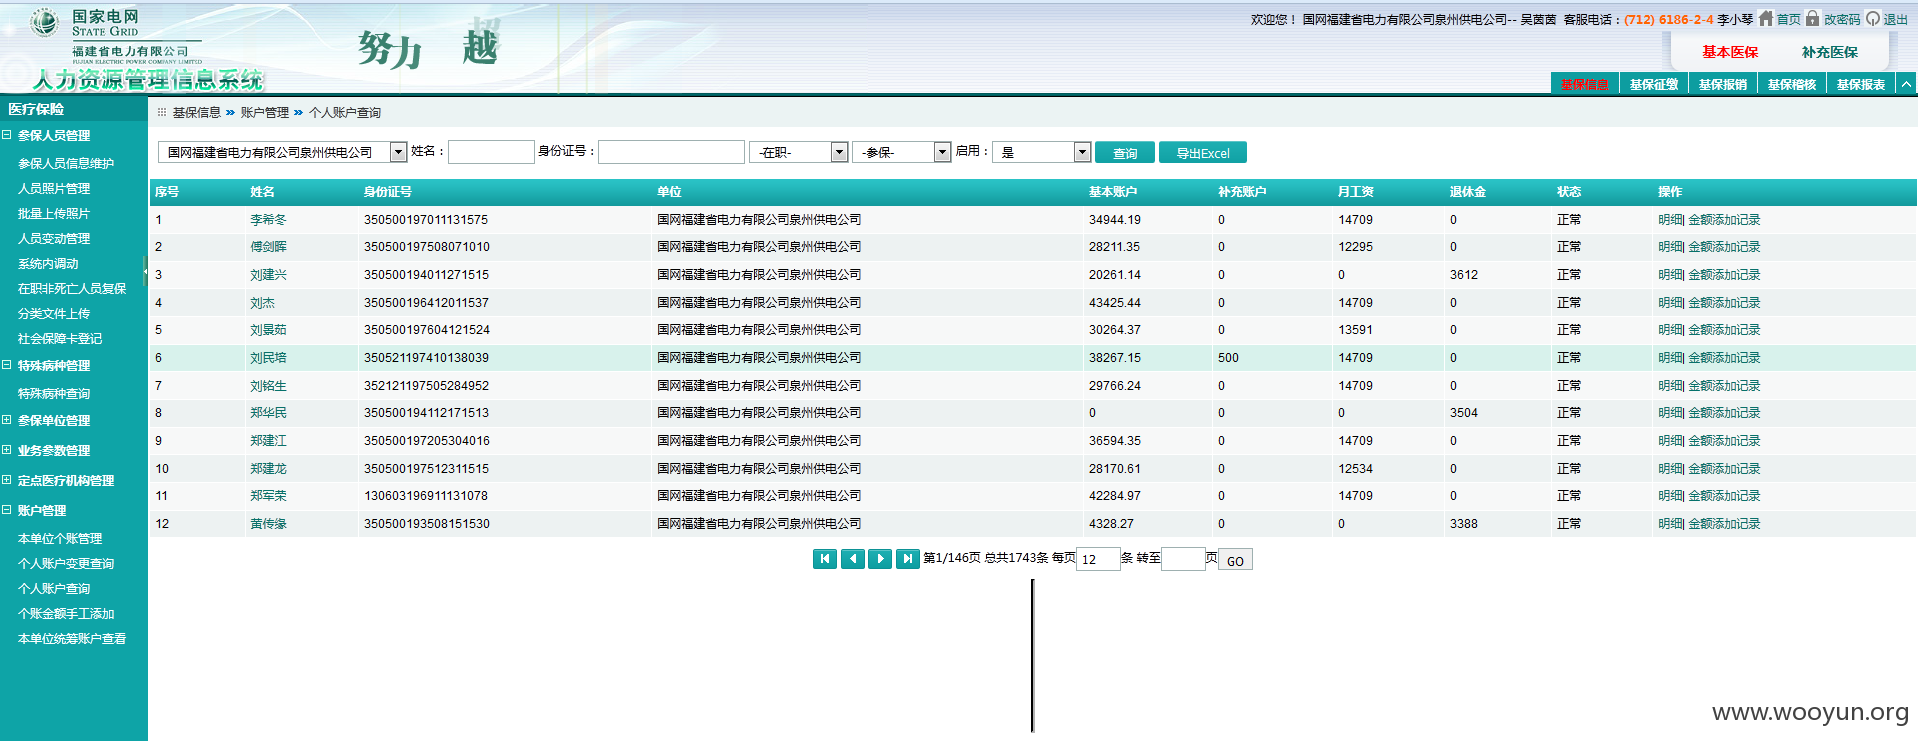 国家电网
STATE GRID
福建省电力有限公司
FUJIAN ELECTRIC POWER COMPANY LIMITED
人力资源管理信息系统
努力 超越
欢迎您！ 国网福建省电力有限公司泉州供电公司-- 吴茵茵 客服电话：(712) 6186-2-4 李小琴 首页 改密码 退出
基本医保 补充医保
基保信息 基保征缴 基保报销 基保稽核 基保报表
医疗保险
参保人员管理
参保人员信息维护
人员照片管理
批量上传照片
人员变动管理
系统内调动
在职非死亡人员复保
分类文件上传
社会保障卡登记
特殊病种管理
特殊病种查询
参保单位管理
业务参数管理
定点医疗机构管理
账户管理
本单位个账管理
个人账户变更查询
个人账户查询
个账金额手工添加
本单位统筹账户查看
基保信息 账户管理 个人账户查询
国网福建省电力有限公司泉州供电公司 姓名： 身份证号： -在职- -参保- 启用： 是 查询 导出Excel
序号 姓名 身份证号 单位 基本账户 补充账户 月工资 退休金 状态 操作
1 李希冬 350500197011131575 国网福建省电力有限公司泉州供电公司 34944.19 0 14709 0 正常 明细| 金额添加记录
2 傅剑晖 350500197508071010 国网福建省电力有限公司泉州供电公司 28211.35 0 12295 0 正常 明细| 金额添加记录
3 刘建兴 350500194011271515 国网福建省电力有限公司泉州供电公司 20261.14 0 0 3612 正常 明细| 金额添加记录
4 刘杰 350500196412011537 国网福建省电力有限公司泉州供电公司 43425.44 0 14709 0 正常 明细| 金额添加记录
5 刘景茹 350500197604121524 国网福建省电力有限公司泉州供电公司 30264.37 0 13591 0 正常 明细| 金额添加记录
6 刘民培 350521197410138039 国网福建省电力有限公司泉州供电公司 38267.15 500 14709 0 正常 明细| 金额添加记录
7 刘铭生 352121197505284952 国网福建省电力有限公司泉州供电公司 29766.24 0 14709 0 正常 明细| 金额添加记录
8 郑华民 350500194112171513 国网福建省电力有限公司泉州供电公司 0 0 0 3504 正常 明细| 金额添加记录
9 郑建江 350500197205304016 国网福建省电力有限公司泉州供电公司 36594.35 0 14709 0 正常 明细| 金额添加记录
10 郑建龙 350500197512311515 国网福建省电力有限公司泉州供电公司 28170.61 0 12534 0 正常 明细| 金额添加记录
11 郑军荣 130603196911131078 国网福建省电力有限公司泉州供电公司 42284.97 0 14709 0 正常 明细| 金额添加记录
12 黄传缘 350500193508151530 国网福建省电力有限公司泉州供电公司 4328.27 0 0 3388 正常 明细| 金额添加记录
第1/146页 总共1743条 每页 12 条 转至 页 GO
www.wooyun.org